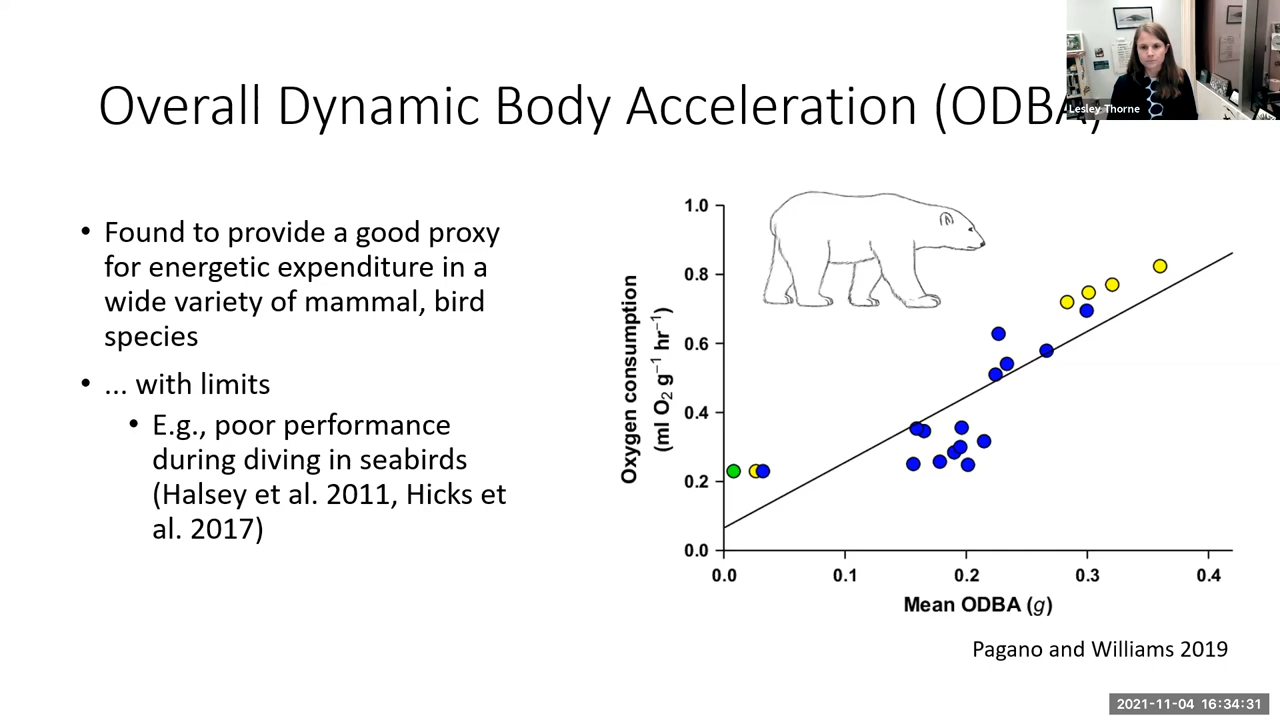 Overall Dynamic Body Acceleration (ODBA)
Lesley Thorne
• Found to provide a good proxy
for energetic expenditure in a
wide variety of mammal, bird
species
• ... with limits
• E.g., poor performance
during diving in seabirds
(Halsey et al. 2011, Hicks et
al. 2017)
Oxygen consumption
(ml O₂ g⁻¹ hr⁻¹)
1.0
0.8
0.6
0.4
0.2
0.0
0.0 0.1 0.2 0.3 0.4
Mean ODBA (g)
Pagano and Williams 2019
2021-11-04 16:34:31